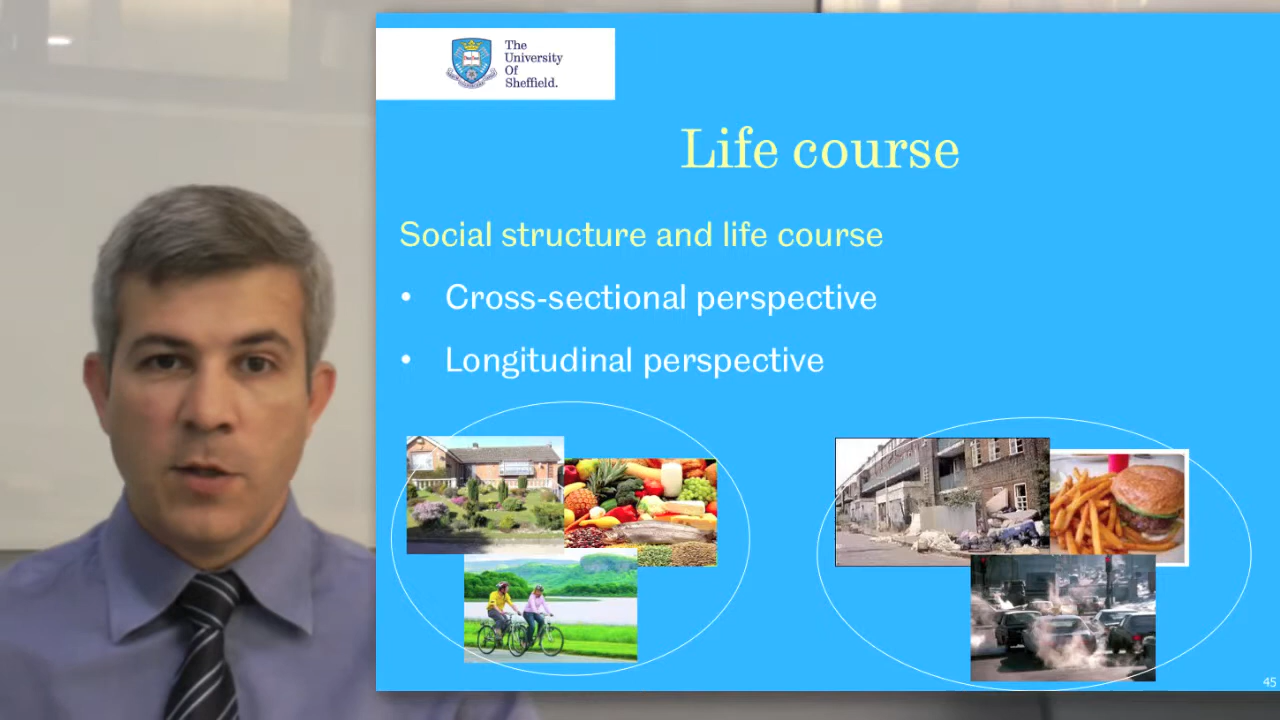 The
University
Of
Sheffield.
Life course
Social structure and life course
• Cross-sectional perspective
• Longitudinal perspective
45